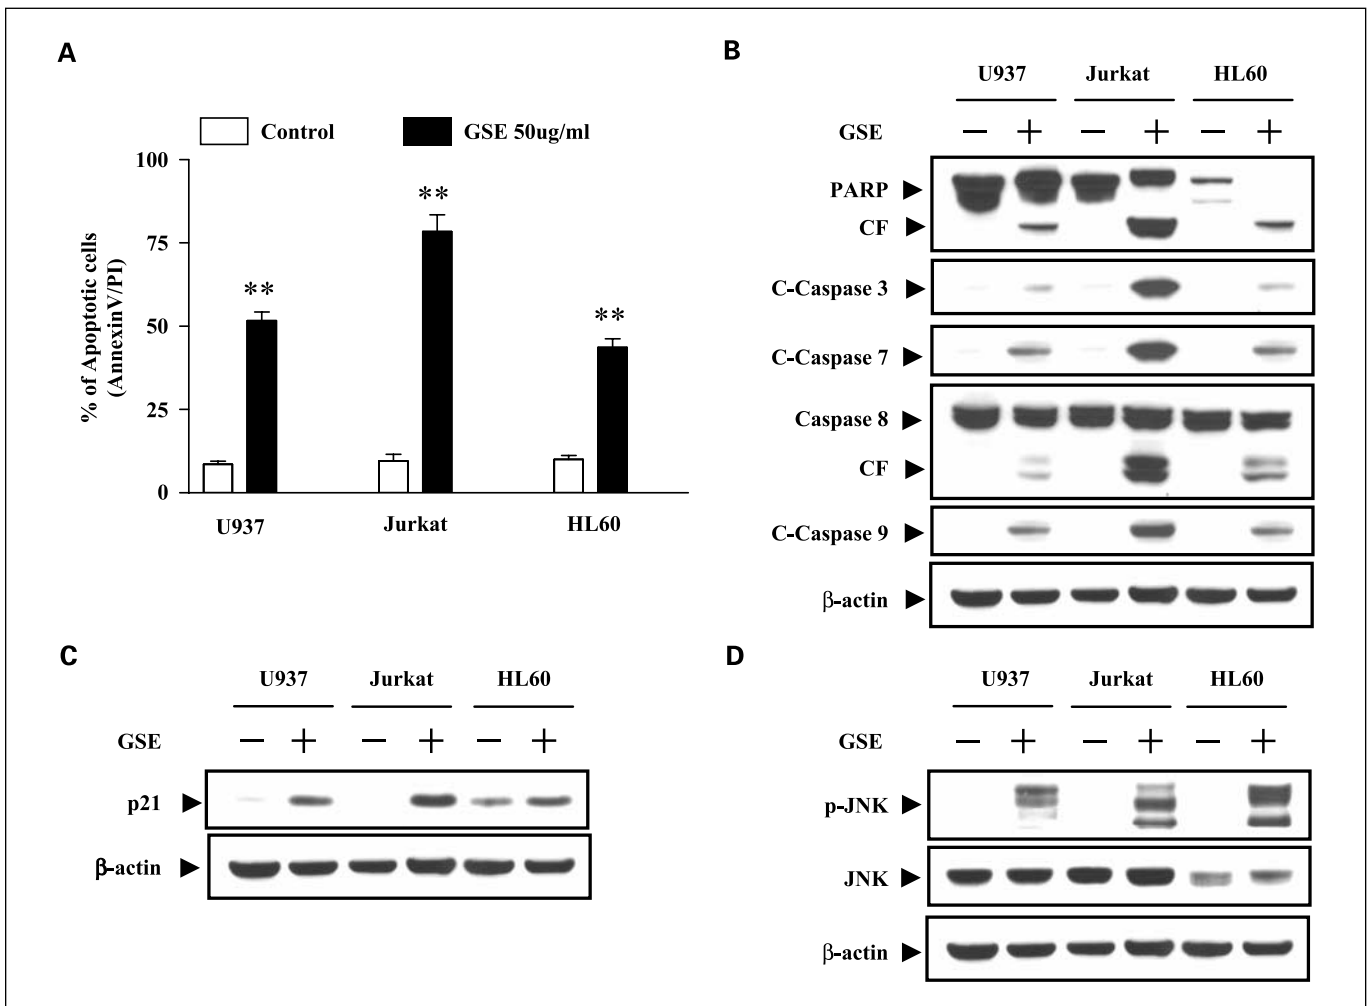 A
Control GSE 50ug/ml
% of Apoptotic cells
(Annexin V/PI)
100
75
50
25
0
**
**
**
U937 Jurkat HL60
B
U937 Jurkat HL60
GSE − + − + − +
PARP
CF
C-Caspase 3
C-Caspase 7
Caspase 8
CF
C-Caspase 9
β-actin
C
U937 Jurkat HL60
GSE − + − + − +
p21
β-actin
D
U937 Jurkat HL60
GSE − + − + − +
p-JNK
JNK
β-actin